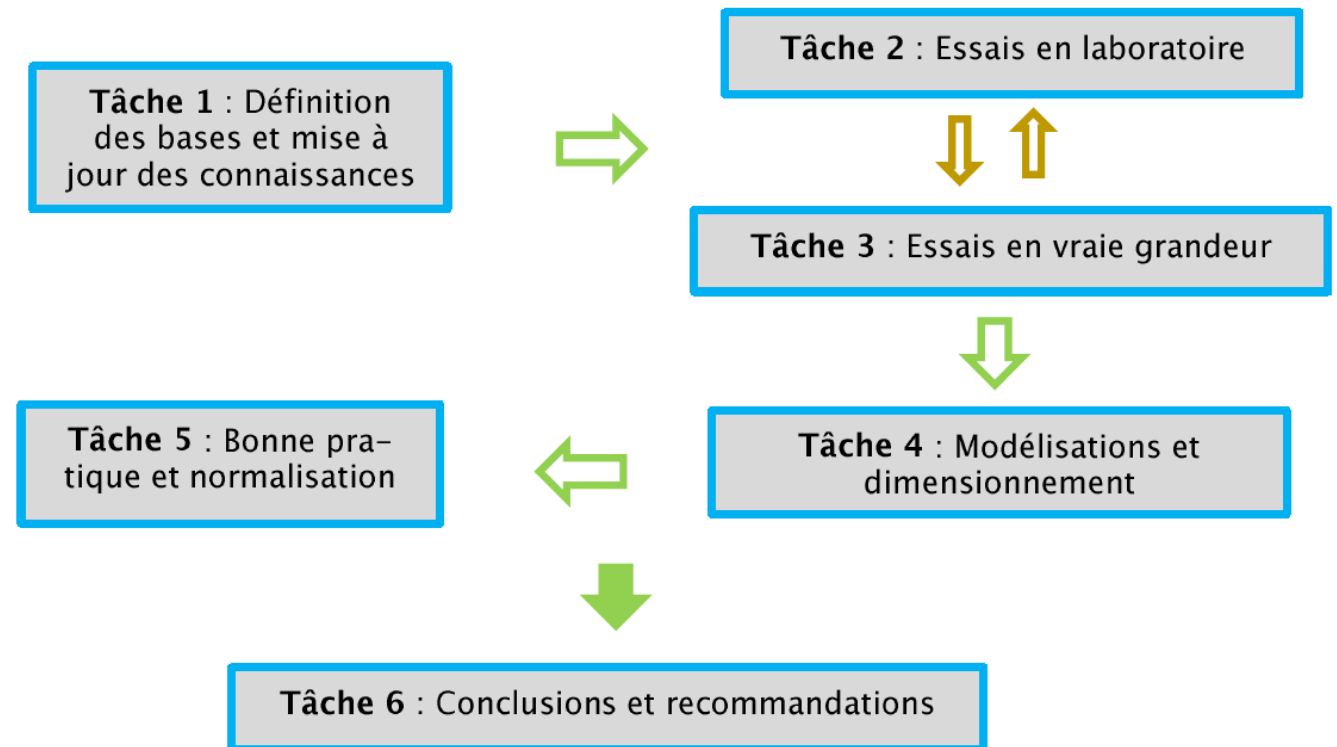 Tâche 1 : Définition
des bases et mise à
jour des connaissances
Tâche 2 : Essais en laboratoire
Tâche 3 : Essais en vraie grandeur
Tâche 4 : Modélisations et
dimensionnement
Tâche 5 : Bonne pra-
tique et normalisation
Tâche 6 : Conclusions et recommandations